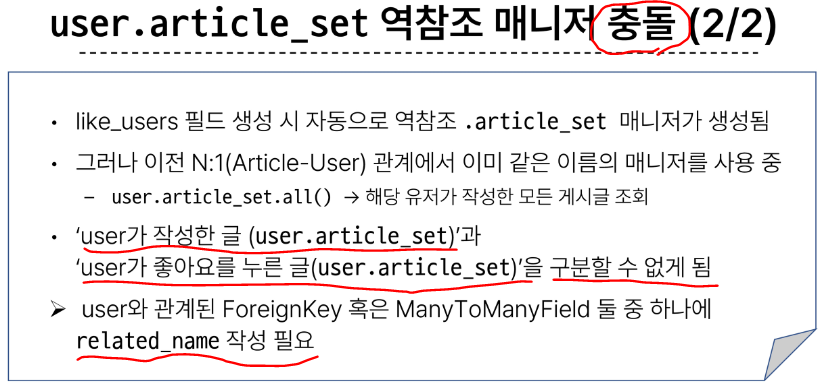 user.article_set 역참조 매니저 충돌 (2/2)
• like_users 필드 생성 시 자동으로 역참조 .article_set 매니저가 생성됨
• 그러나 이전 N:1(Article-User) 관계에서 이미 같은 이름의 매니저를 사용 중
– user.article_set.all() → 해당 유저가 작성한 모든 게시글 조회
• ‘user가 작성한 글 (user.article_set)’과
‘user가 좋아요를 누른 글(user.article_set)’을 구분할 수 없게 됨
➢ user와 관계된 ForeignKey 혹은 ManyToManyField 둘 중 하나에
related_name 작성 필요